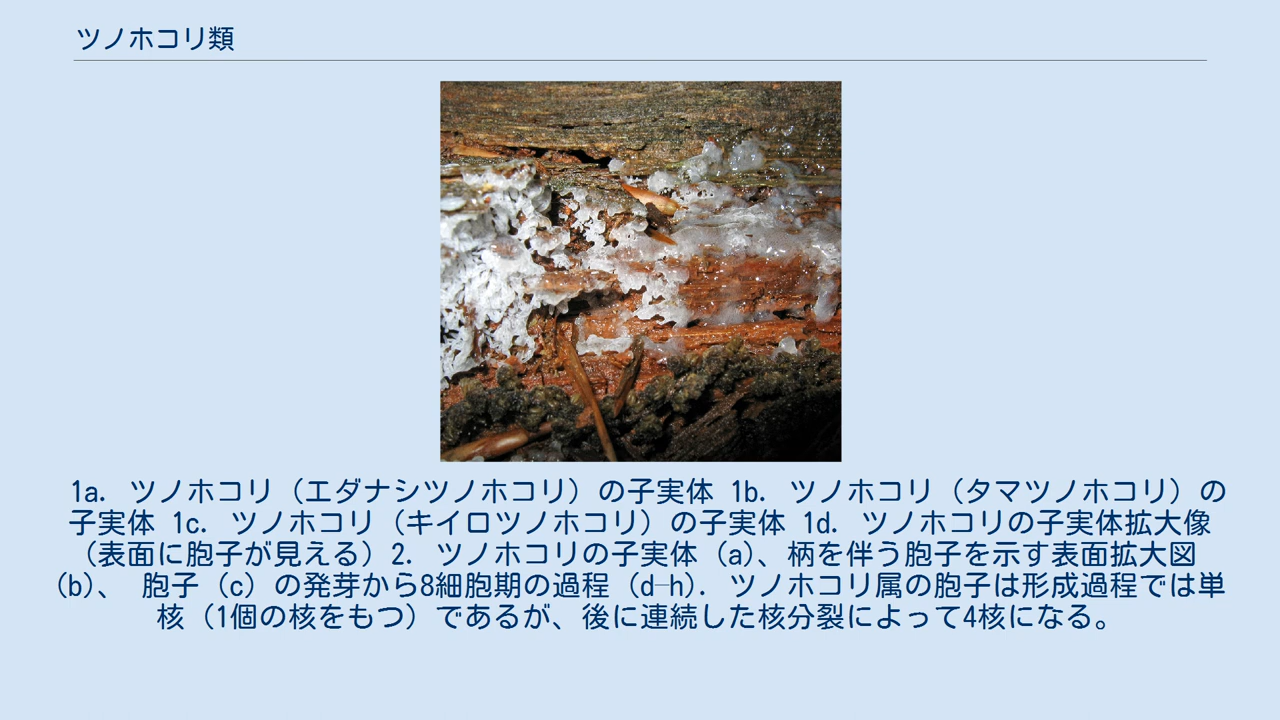 ツノホコリ類
1a. ツノホコリ（エダナシツノホコリ）の子実体 1b. ツノホコリ（タマツノホコリ）の
子実体 1c. ツノホコリ（キイロツノホコリ）の子実体 1d. ツノホコリの子実体拡大像
（表面に胞子が見える）2. ツノホコリの子実体（a）、柄を伴う胞子を示す表面拡大図
(b)、 胞子（c）の発芽から8細胞期の過程（d–h）. ツノホコリ属の胞子は形成過程では単
核（1個の核をもつ）であるが、後に連続した核分裂によって4核になる。